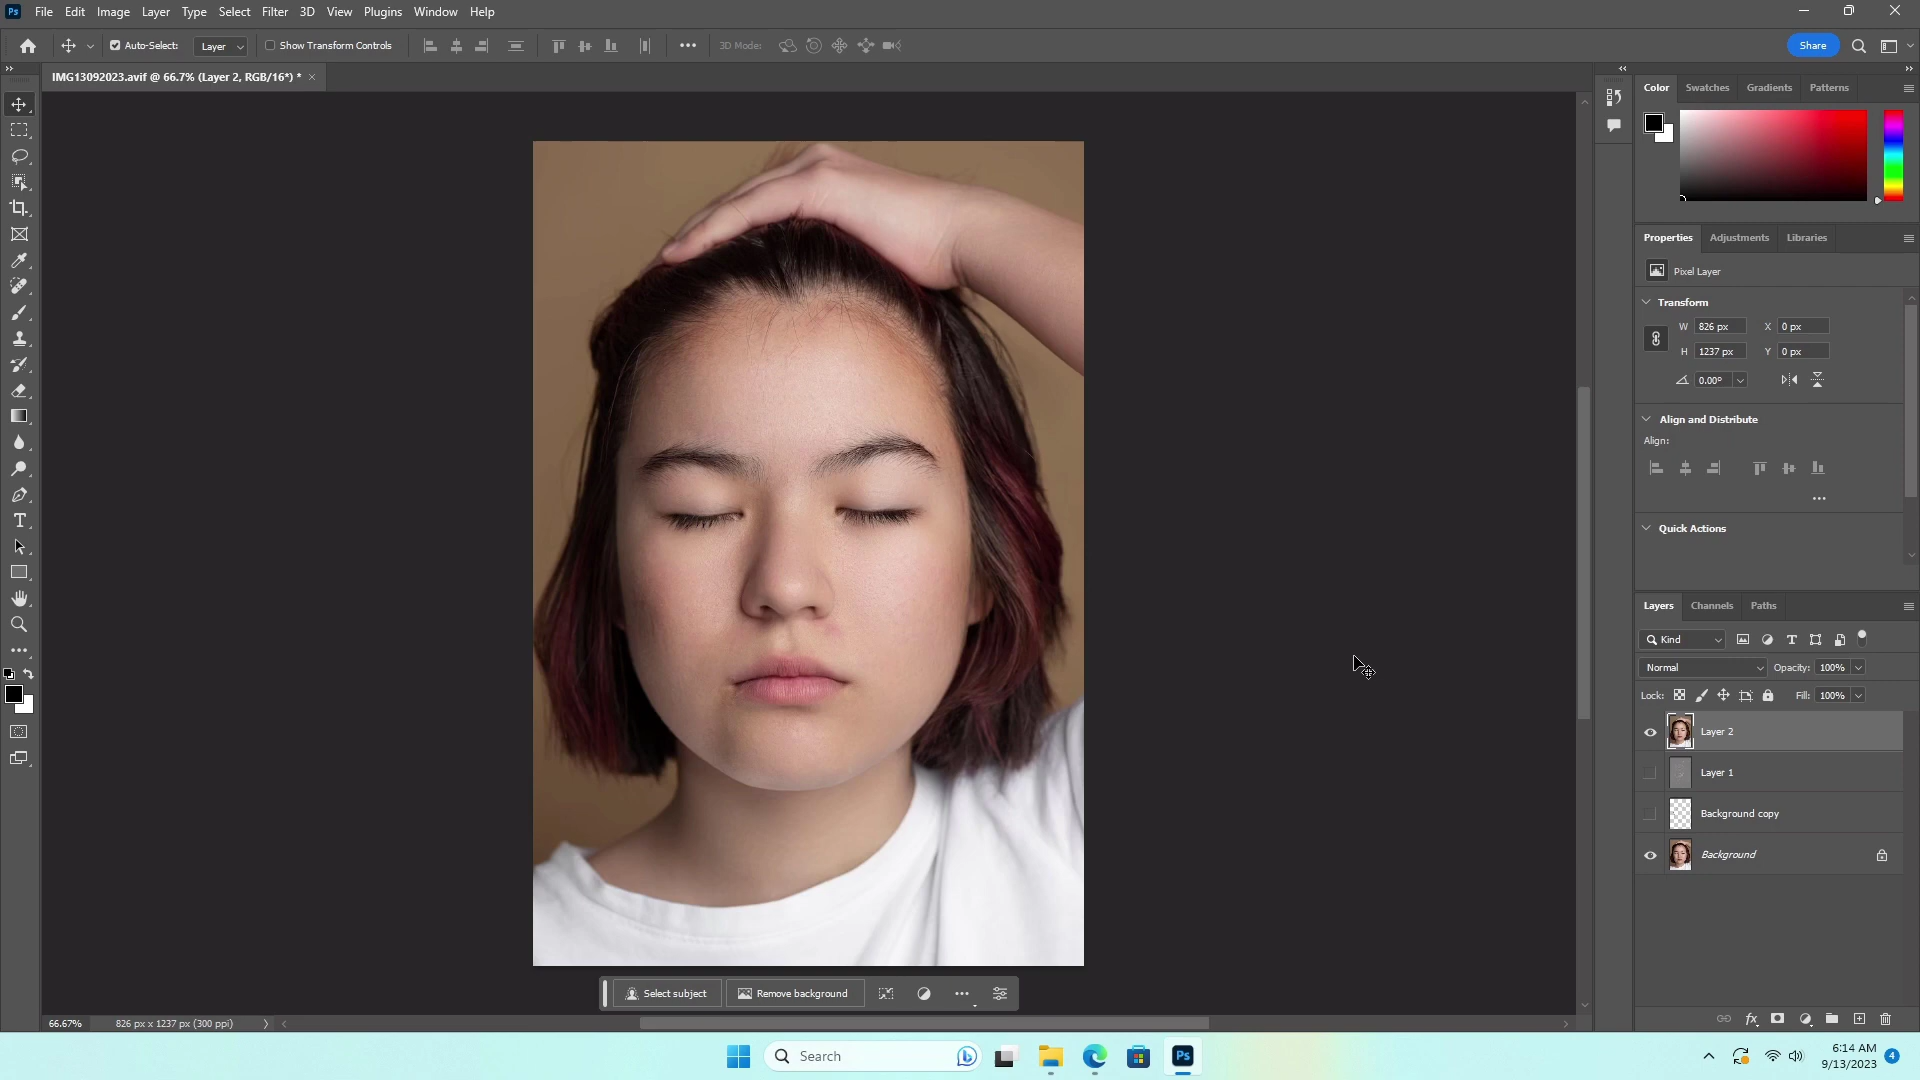 Ps File Edit Image Layer Type Select Filter 3D View Plugins Window Help
Auto-Select: Layer Show Transform Controls 3D Mode: Share
IMG13092023.avif @ 66.7% (Layer 2, RGB/16*) *
Color Swatches Gradients Patterns
Properties Adjustments Libraries
Pixel Layer
Transform
W 826 px X 0 px
H 1237 px Y 0 px
0.00°
Align and Distribute
Align:
Quick Actions
Layers Channels Paths
Kind
Normal Opacity: 100%
Lock: Fill: 100%
Layer 2
Layer 1
Background copy
Background
Select subject Remove background
66.67% 826 px x 1237 px (300 ppi)
Search Ps 6:14 AM
9/13/2023 4